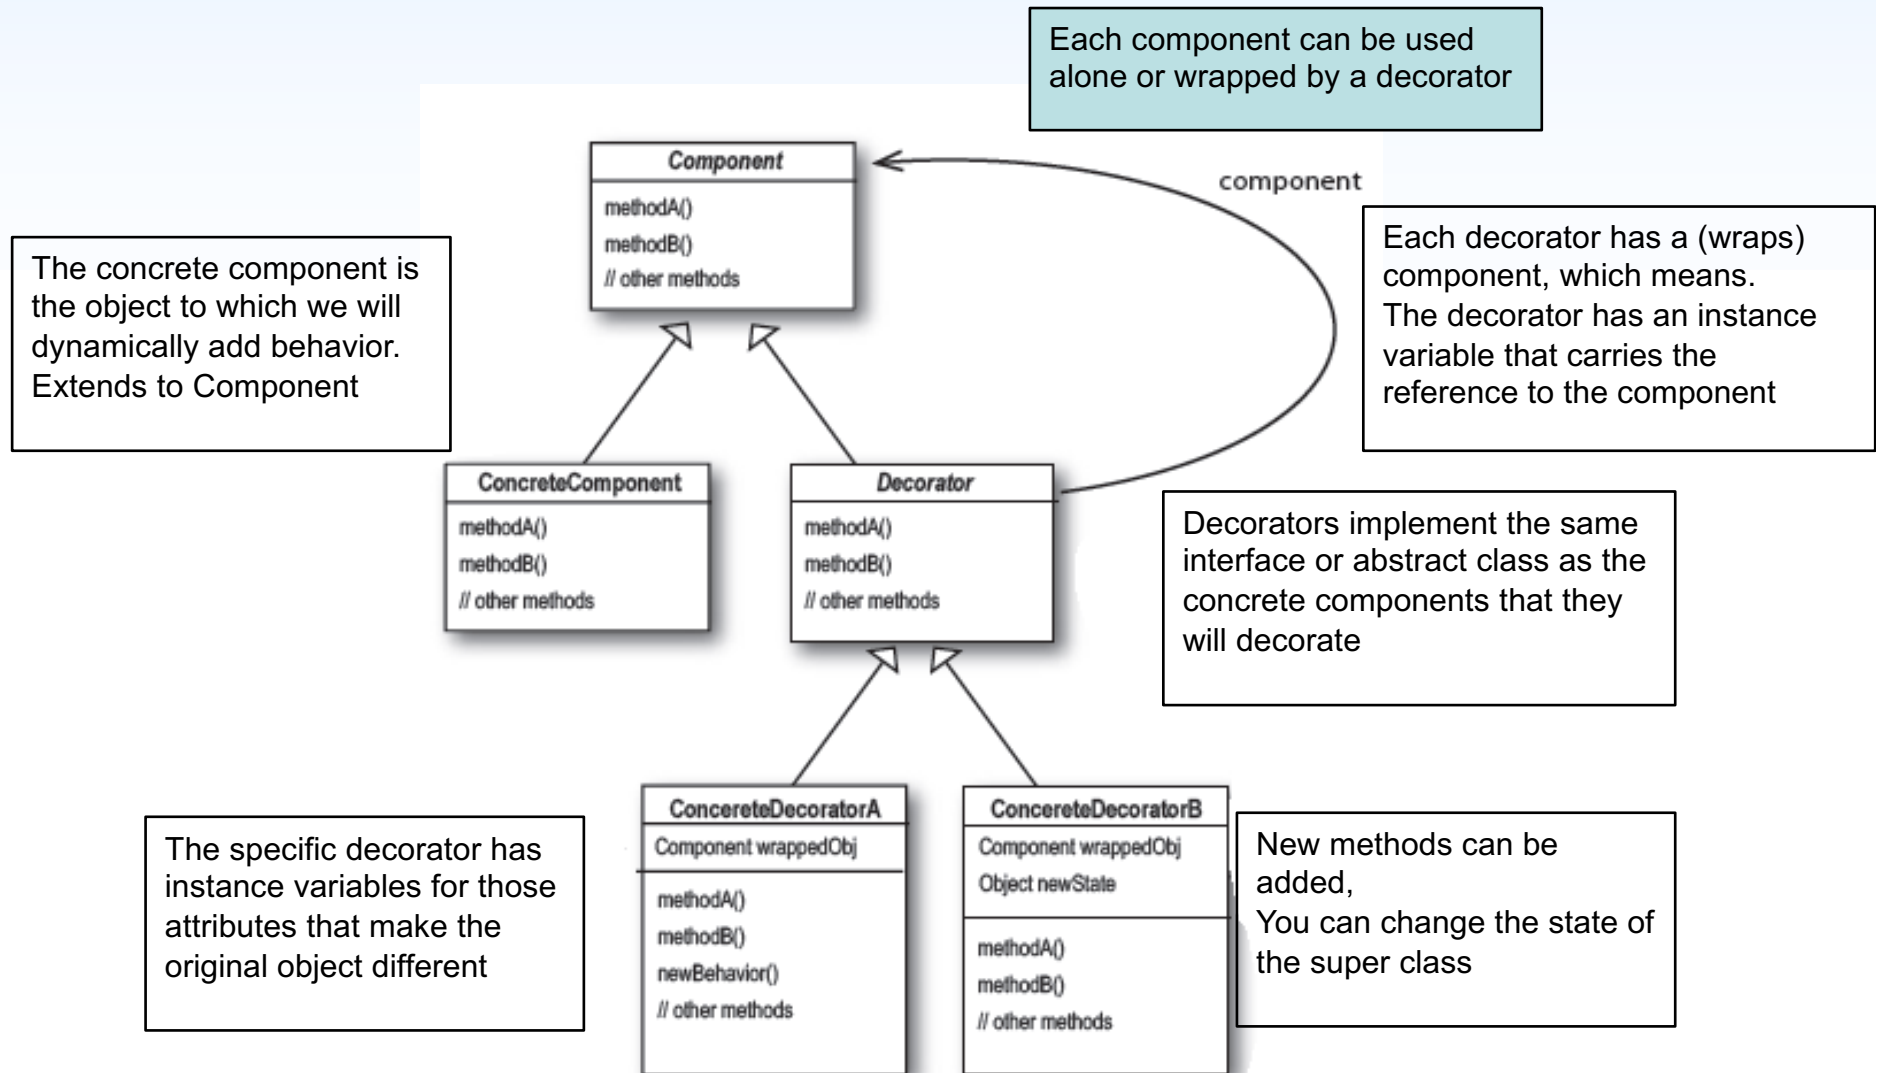 Each component can be used
alone or wrapped by a decorator
Component
methodA()
methodB()
// other methods
component
The concrete component is
the object to which we will
dynamically add behavior.
Extends to Component
Each decorator has a (wraps)
component, which means.
The decorator has an instance
variable that carries the
reference to the component
ConcreteComponent
methodA()
methodB()
// other methods
Decorator
methodA()
methodB()
// other methods
Decorators implement the same
interface or abstract class as the
concrete components that they
will decorate
The specific decorator has
instance variables for those
attributes that make the
original object different
ConcereteDecoratorA
Component wrappedObj
methodA()
methodB()
newBehavior()
// other methods
ConcereteDecoratorB
Component wrappedObj
Object newState
methodA()
methodB()
// other methods
New methods can be
added,
You can change the state of
the super class